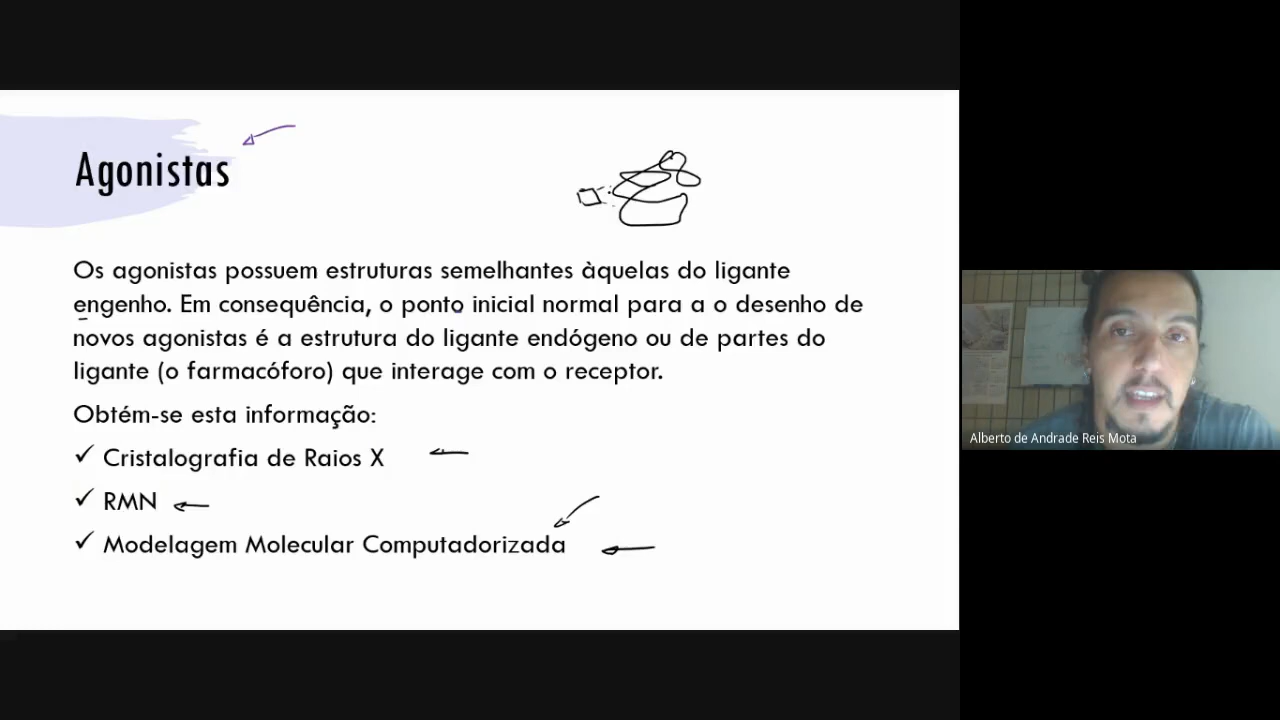 Agonistas
Os agonistas possuem estruturas semelhantes àquelas do ligante
engenho. Em consequência, o ponto inicial normal para a o desenho de
novos agonistas é a estrutura do ligante endógeno ou de partes do
ligante (o farmacóforo) que interage com o receptor.
Obtém-se esta informação:
✓ Cristalografia de Raios X
✓ RMN
✓ Modelagem Molecular Computadorizada
Alberto de Andrade Reis Mota